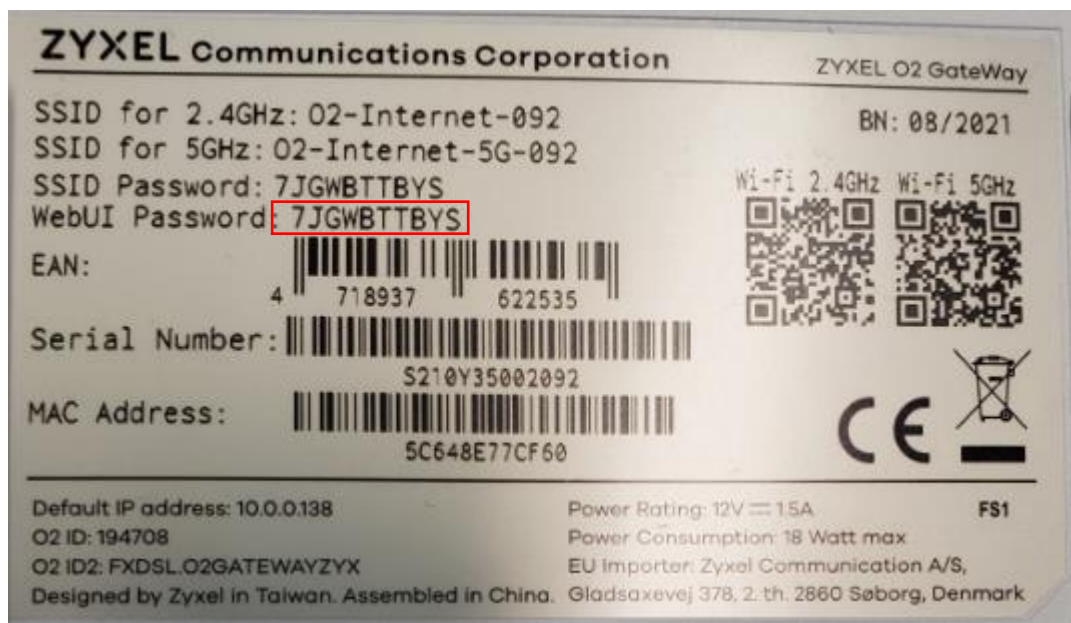 ZYXEL Communications Corporation
ZYXEL O2 GateWay
SSID for 2.4GHz: O2-Internet-092
BN: 08/2021
SSID for 5GHz: O2-Internet-5G-092
SSID Password: 7JGWBTTBYS
Wi-Fi 2.4GHz Wi-Fi 5GHz
WebUI Password: 7JGWBTTBYS
EAN:
4 718937 622535
Serial Number:
S210Y35002092
MAC Address:
5C648E77CF60
CE
Default IP address: 10.0.0.138
O2 ID: 194708
O2 ID2: FXDSL.O2GATEWAYZYX
Designed by Zyxel in Taiwan. Assembled in China.
Power Rating: 12V ⎓ 1.5A
FS1
Power Consumption: 18 Watt max
EU Importer: Zyxel Communication A/S,
Gladsaxevej 378, 2. th. 2860 Søborg, Denmark